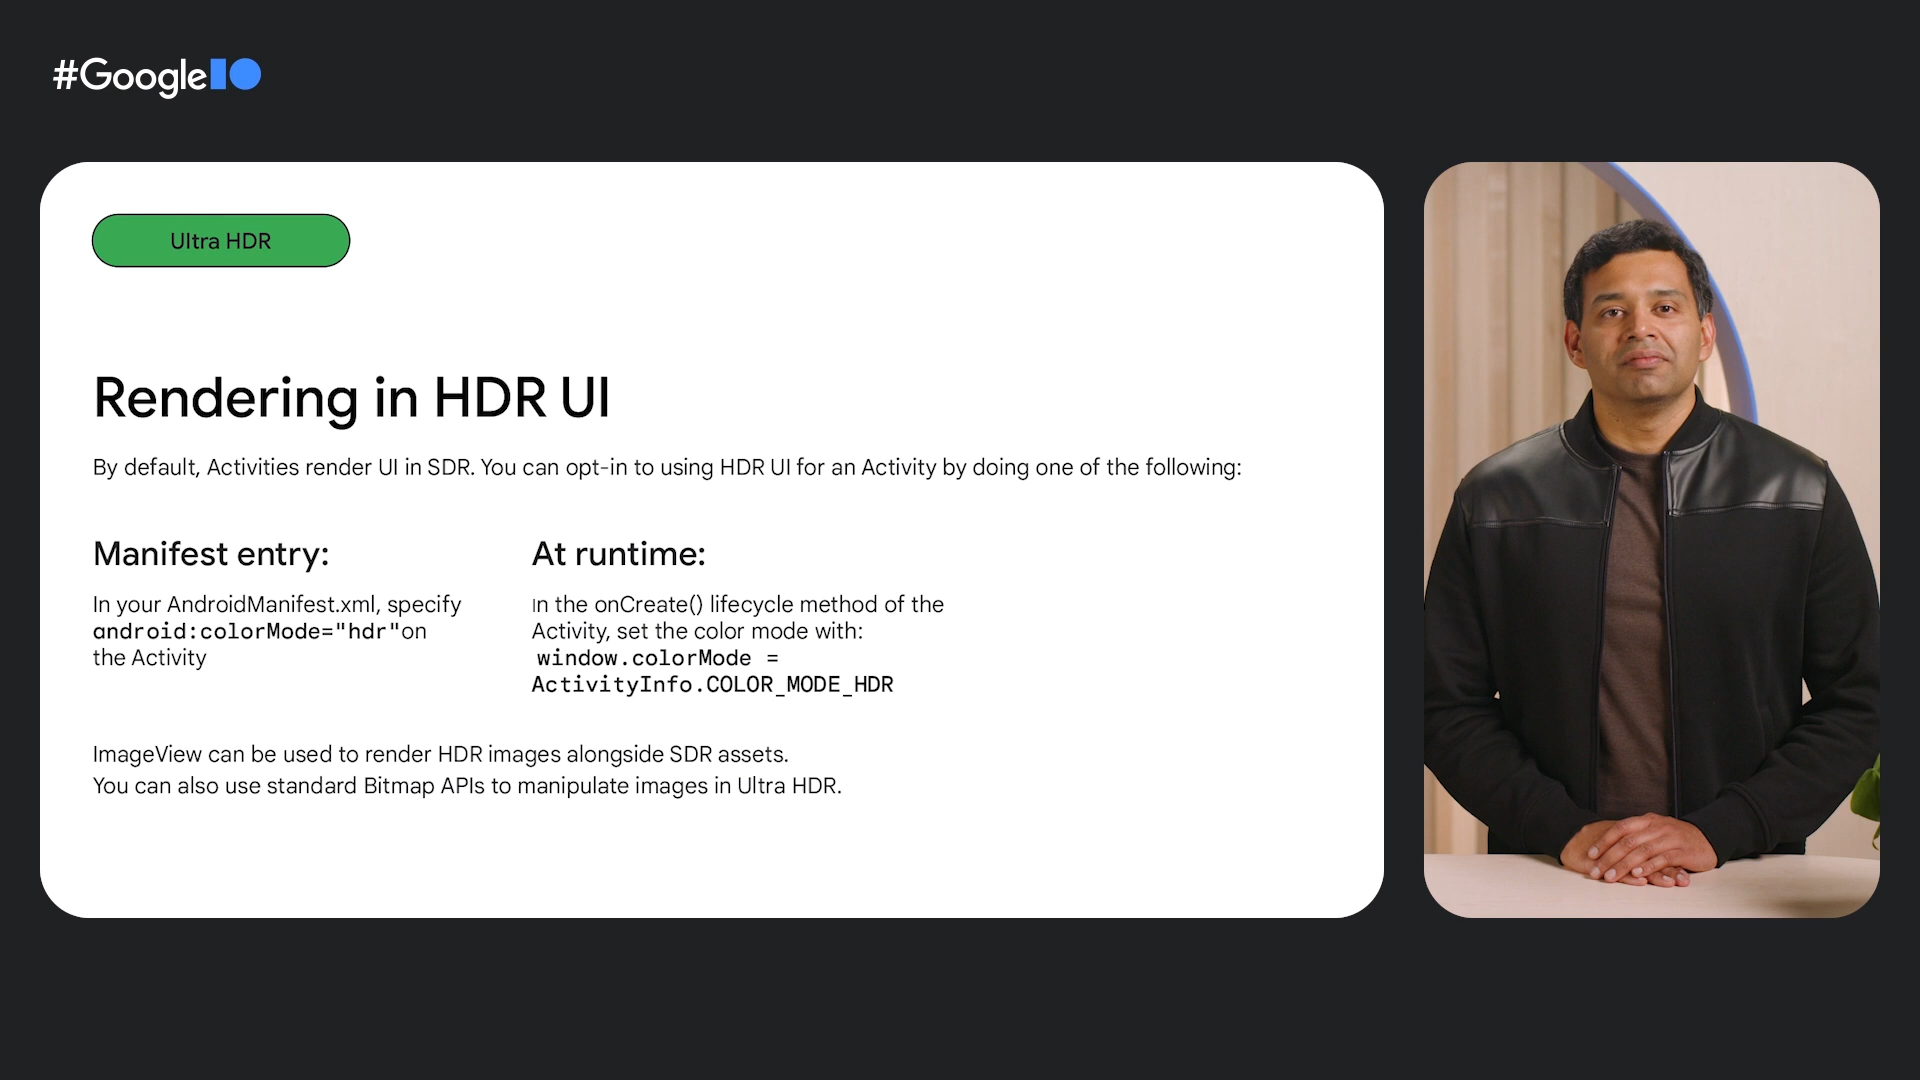 #Google
Ultra HDR
Rendering in HDR UI
By default, Activities render UI in SDR. You can opt-in to using HDR UI for an Activity by doing one of the following:
Manifest entry:
In your AndroidManifest.xml, specify
android:colorMode="hdr"on
the Activity
At runtime:
In the onCreate() lifecycle method of the
Activity, set the color mode with:
window.colorMode =
ActivityInfo.COLOR_MODE_HDR
ImageView can be used to render HDR images alongside SDR assets.
You can also use standard Bitmap APIs to manipulate images in Ultra HDR.